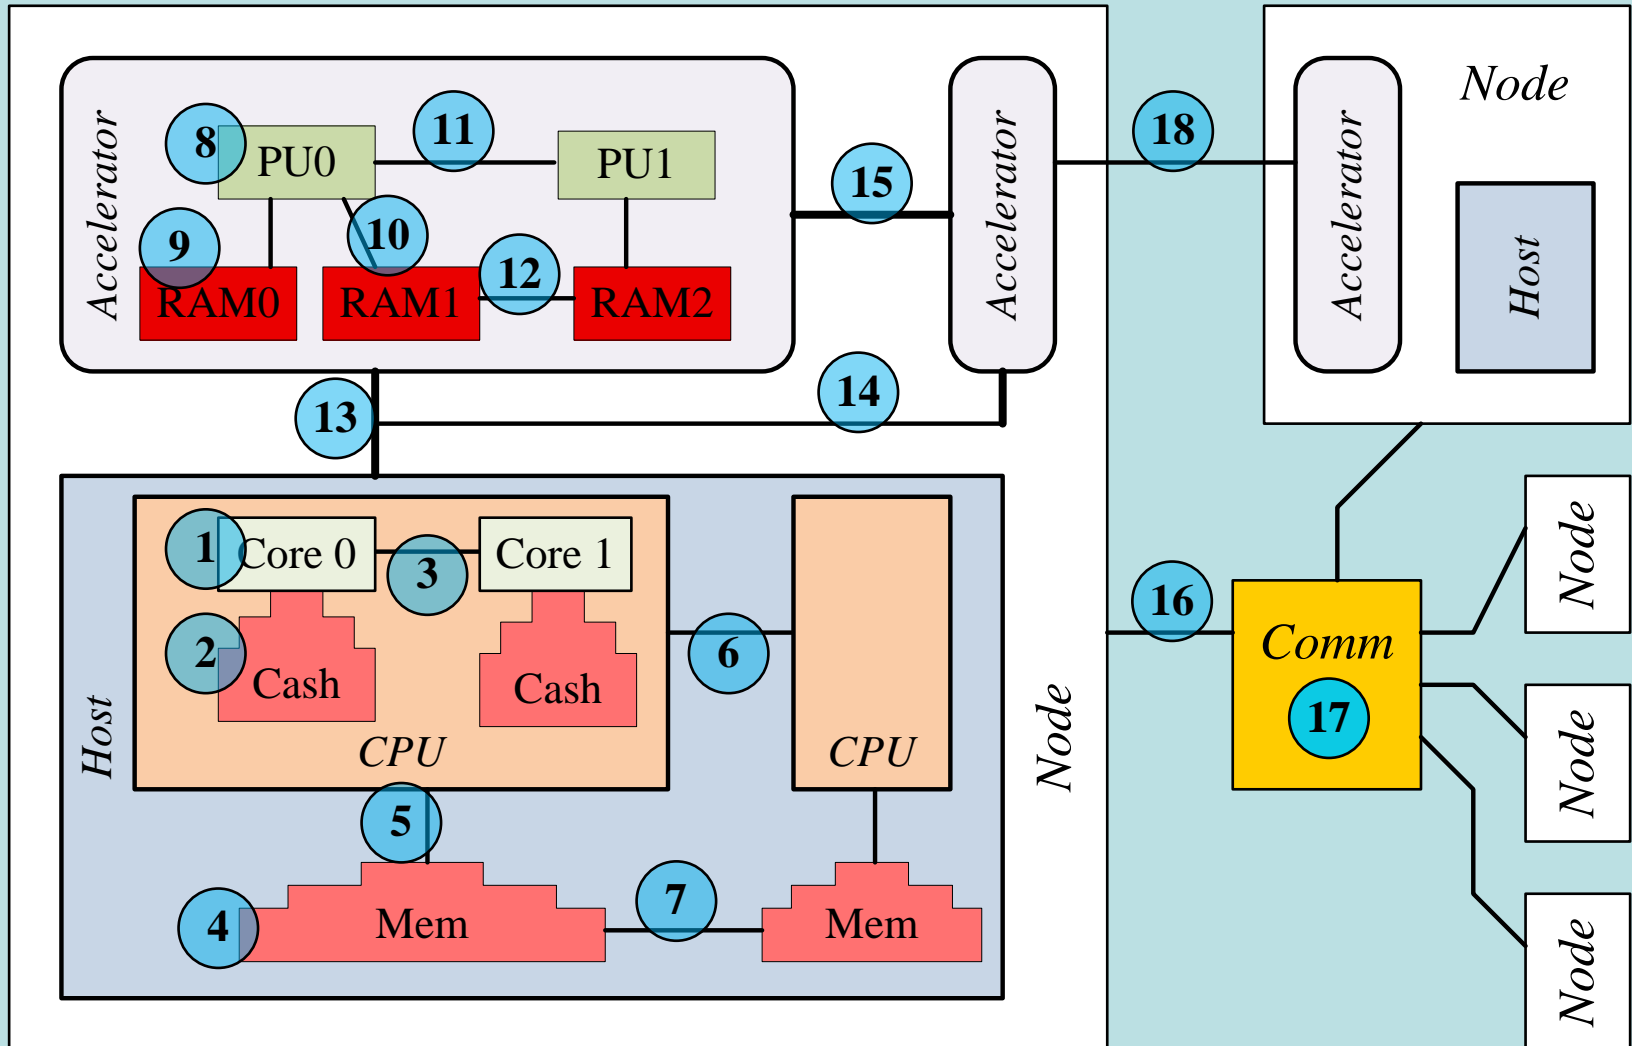 Accelerator
8
PU0
11
PU1
9
10
12
RAM0
RAM1
RAM2
15
Accelerator
18
Node
Accelerator
Host
13
14
Host
1
Core 0
3
Core 1
2
Cash
Cash
CPU
6
CPU
5
4
Mem
7
Mem
Node
16
Comm
17
Node
Node
Node